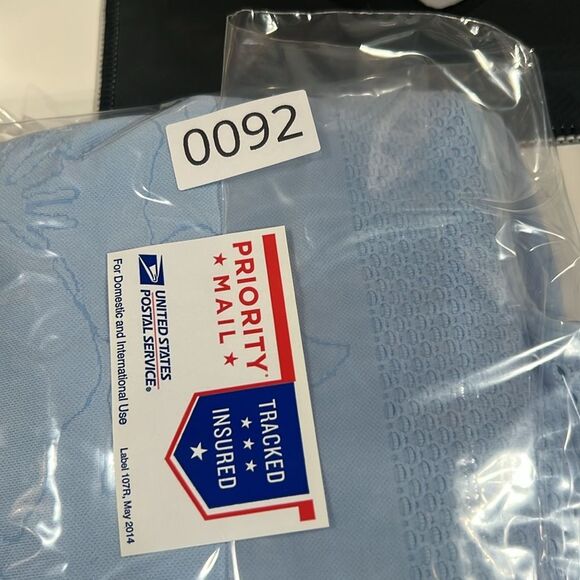 0092
PRIORITY®
★ MAIL ★
TRACKED
★ ★ ★
INSURED
★
UNITED STATES
POSTAL SERVICE®
For Domestic and International Use
Label 107R, May 2014